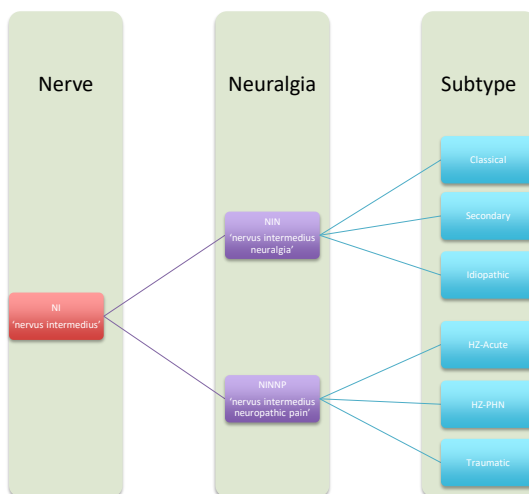 Nerve
Neuralgia
Subtype
NI
'nervus intermedius'
NIN
'nervus intermedius
neuralgia'
NINNP
'nervus intermedius
neuropathic pain'
Classical
Secondary
Idiopathic
HZ-Acute
HZ-PHN
Traumatic